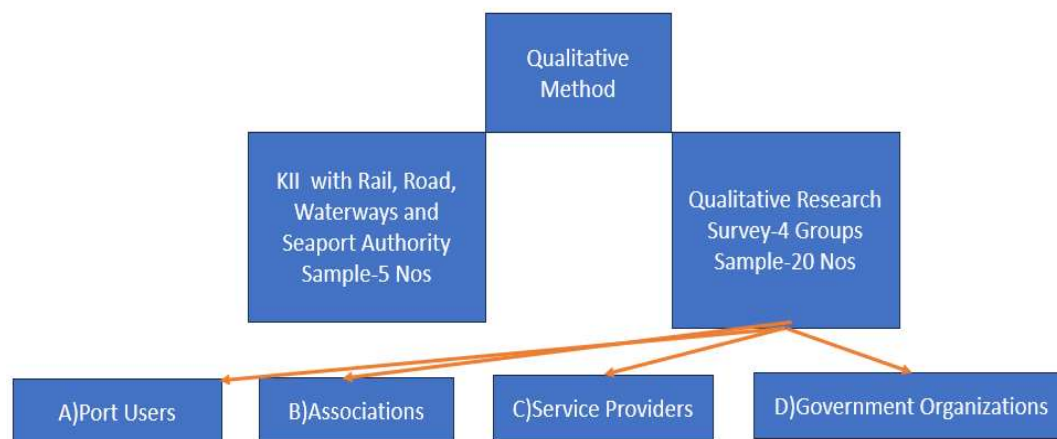 Qualitative
Method
KII with Rail, Road,
Waterways and
Seaport Authority
Sample-5 Nos
Qualitative Research
Survey-4 Groups
Sample-20 Nos
A)Port Users
B)Associations
C)Service Providers
D)Government Organizations